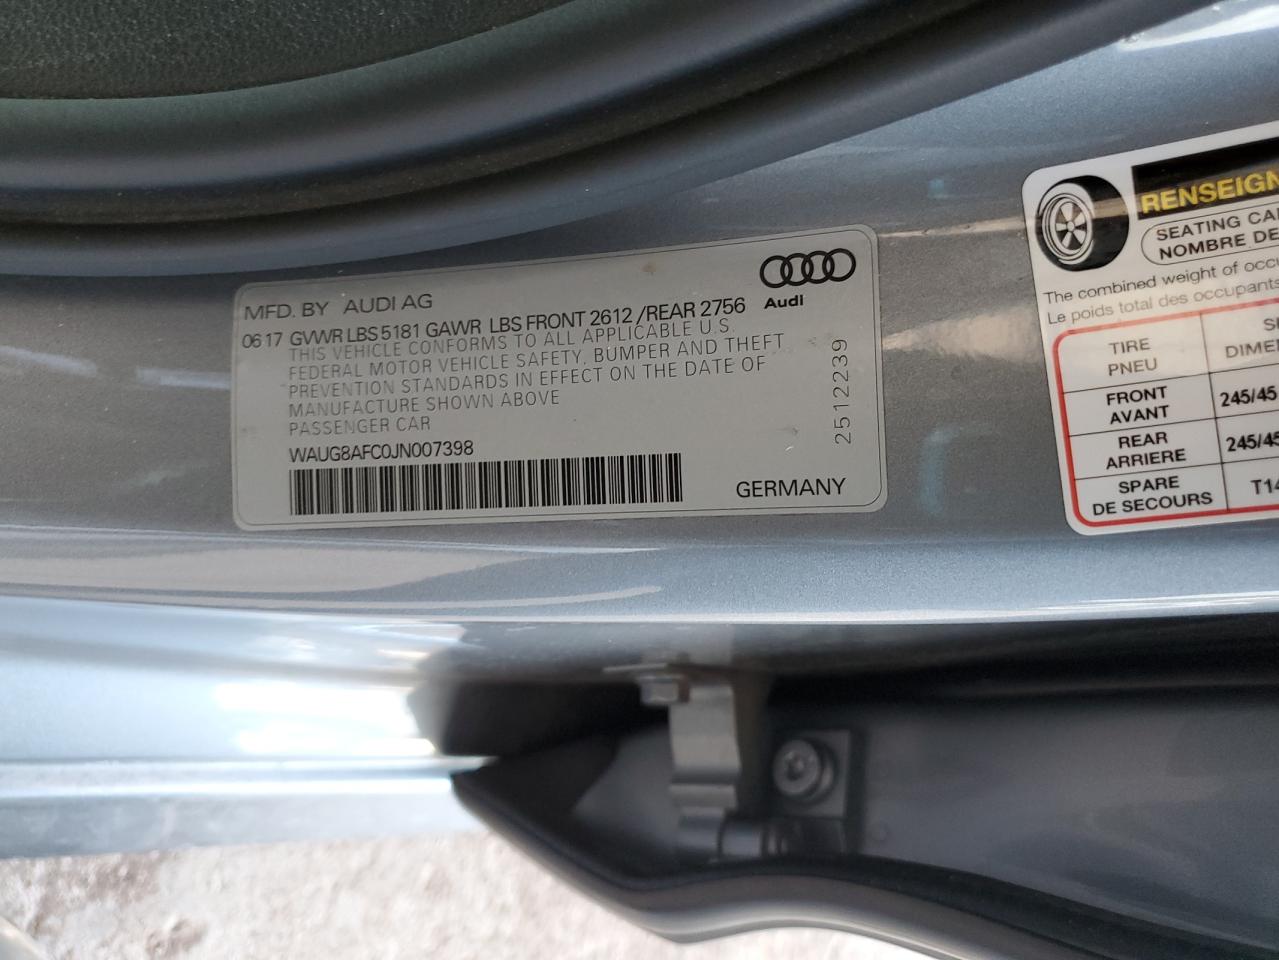 MFD. BY AUDI AG
Audi
06 17 GVWR LBS 5181 GAWR LBS FRONT 2612 /REAR 2756
THIS VEHICLE CONFORMS TO ALL APPLICABLE U.S.
FEDERAL MOTOR VEHICLE SAFETY, BUMPER AND THEFT
PREVENTION STANDARDS IN EFFECT ON THE DATE OF
MANUFACTURE SHOWN ABOVE
PASSENGER CAR
WAUG8AFC0JN007398
2512239
GERMANY
RENSEIGN
SEATING CA
NOMBRE DE
The combined weight of occu
Le poids total des occupants
TIRE
PNEU
DIMEN
FRONT
AVANT
245/45
REAR
ARRIERE
245/45
SPARE
DE SECOURS
T14